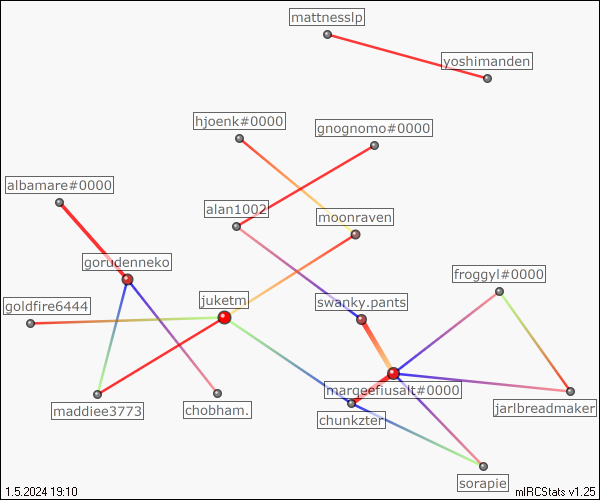 mattnesslp
yoshimanden
hjoenk#0000
gnognomo#0000
albamare#0000
alan1002
moonraven
gorudenneko
froggyl#0000
goldfire6444
juketm
swanky.pants
margeefiusalt#0000
maddiee3773
chobham.
chunkzter
jarlbreadmaker
sorapie
1.5.2024 19:10
mIRCStats v1.25